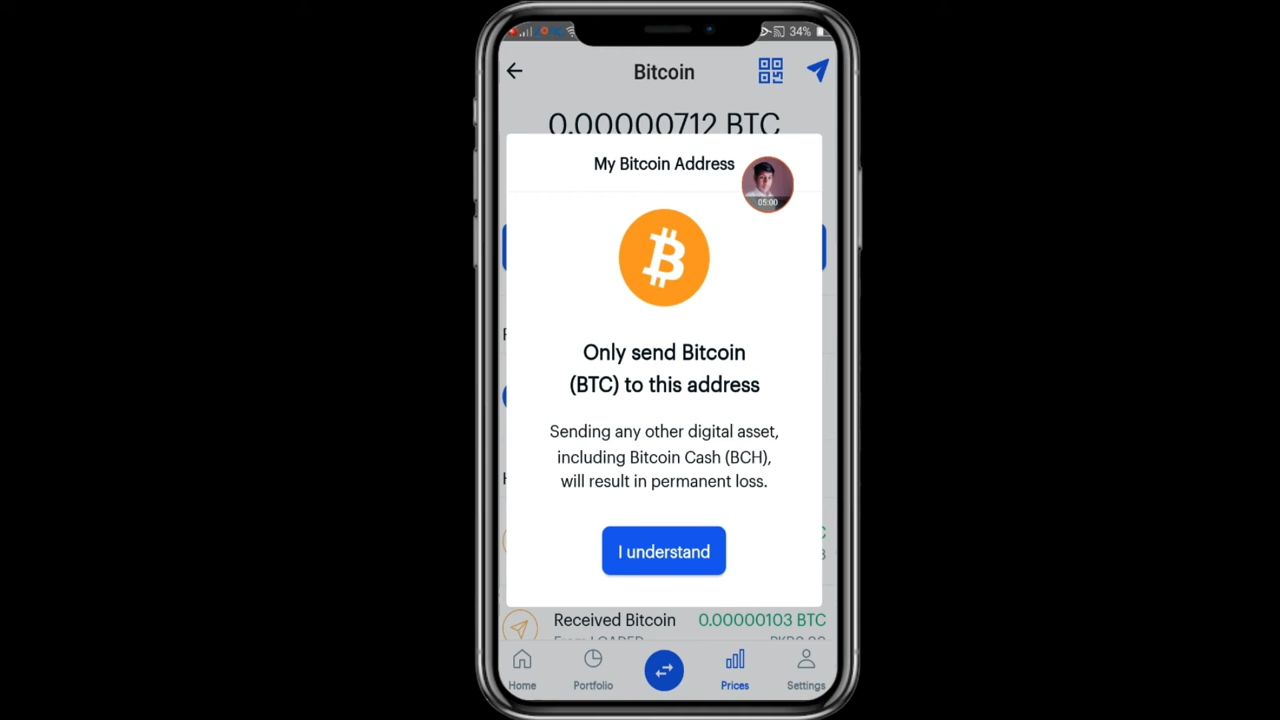 34%
Bitcoin
0.00000712 BTC
My Bitcoin Address
05:00
Only send Bitcoin
(BTC) to this address
Sending any other digital asset,
including Bitcoin Cash (BCH),
will result in permanent loss.
I understand
Received Bitcoin 0.00000103 BTC
Home Portfolio Prices Settings